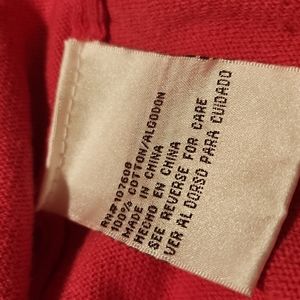 RN#107608
100% COTTON/ALGODON
MADE IN CHINA
HECHO EN CHINA
SEE REVERSE FOR CARE
VER AL DORSO PARA CUIDADO